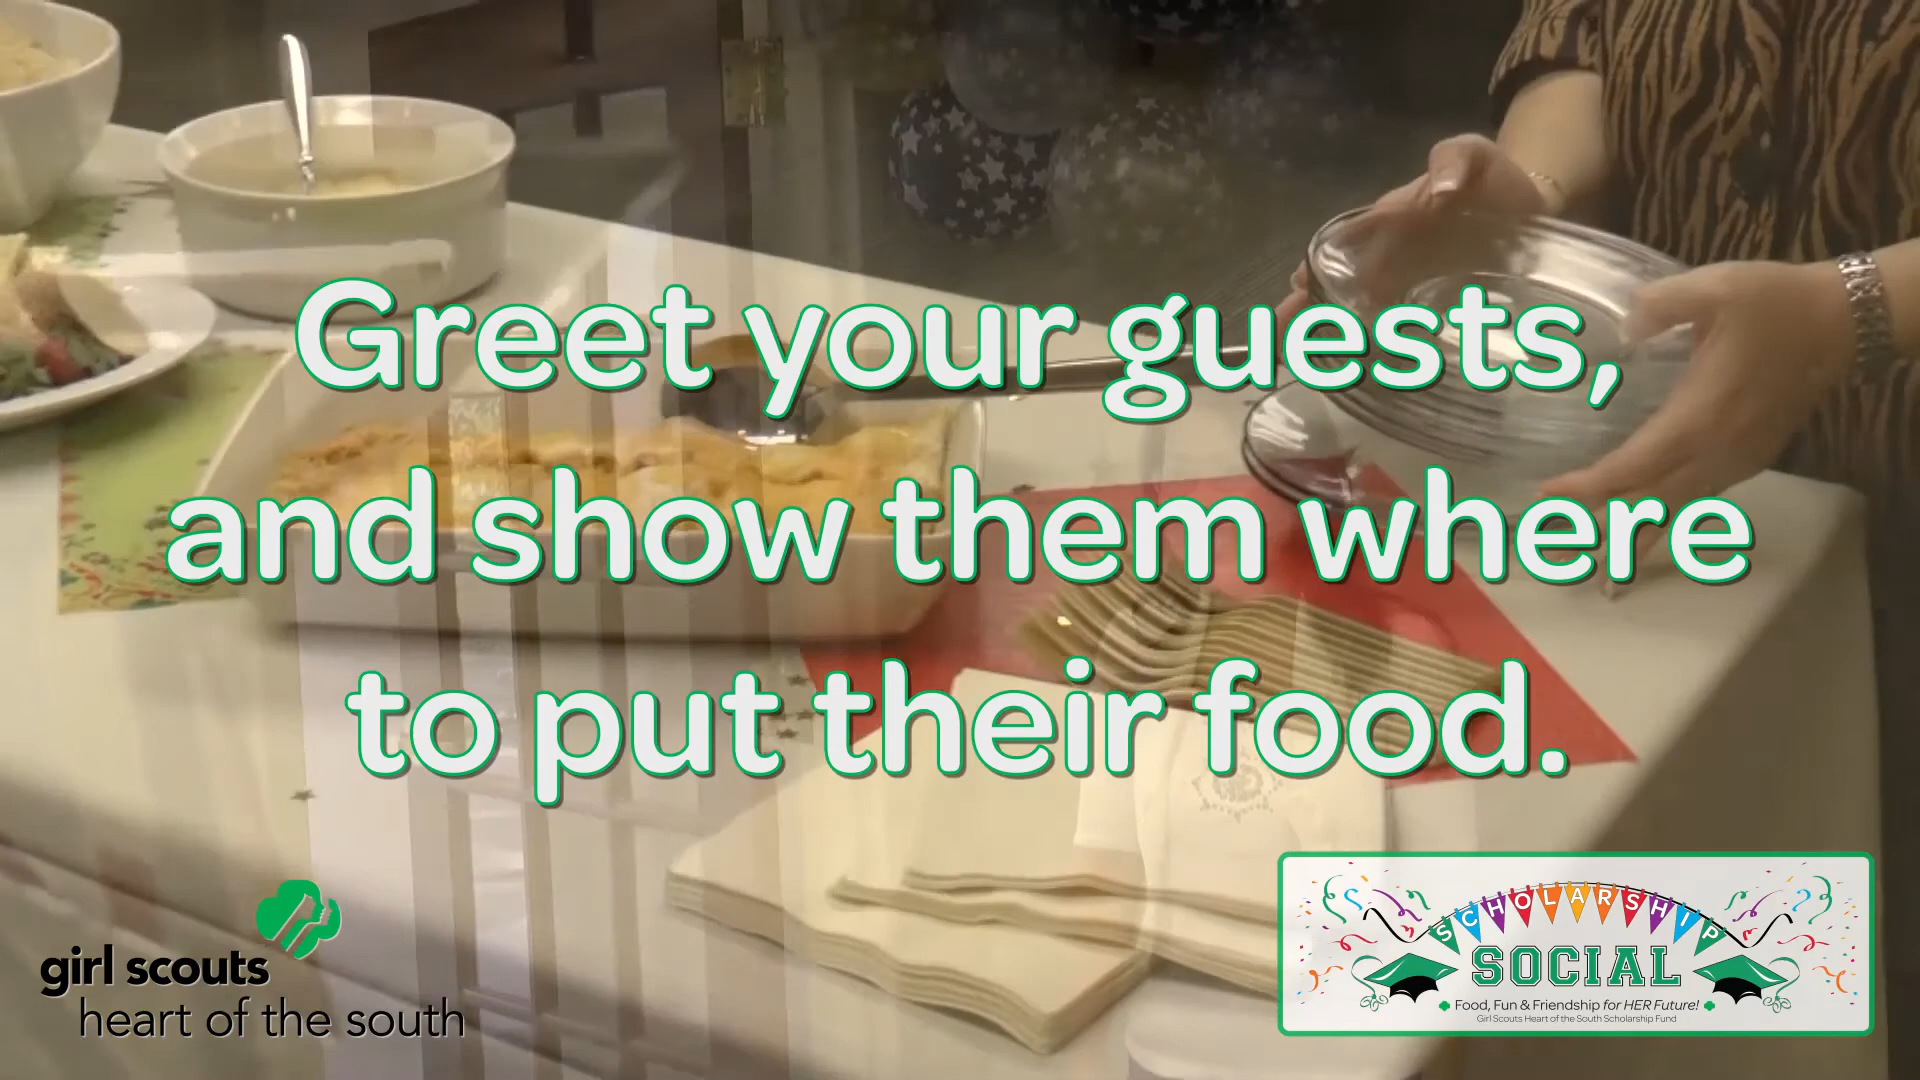 Greet your guests,
and show them where
to put their food.
girl scouts
heart of the south
SCHOLARSHIP
SOCIAL
Food, Fun & Friendship for HER Future!
Girl Scouts Heart of the South Scholarship Fund